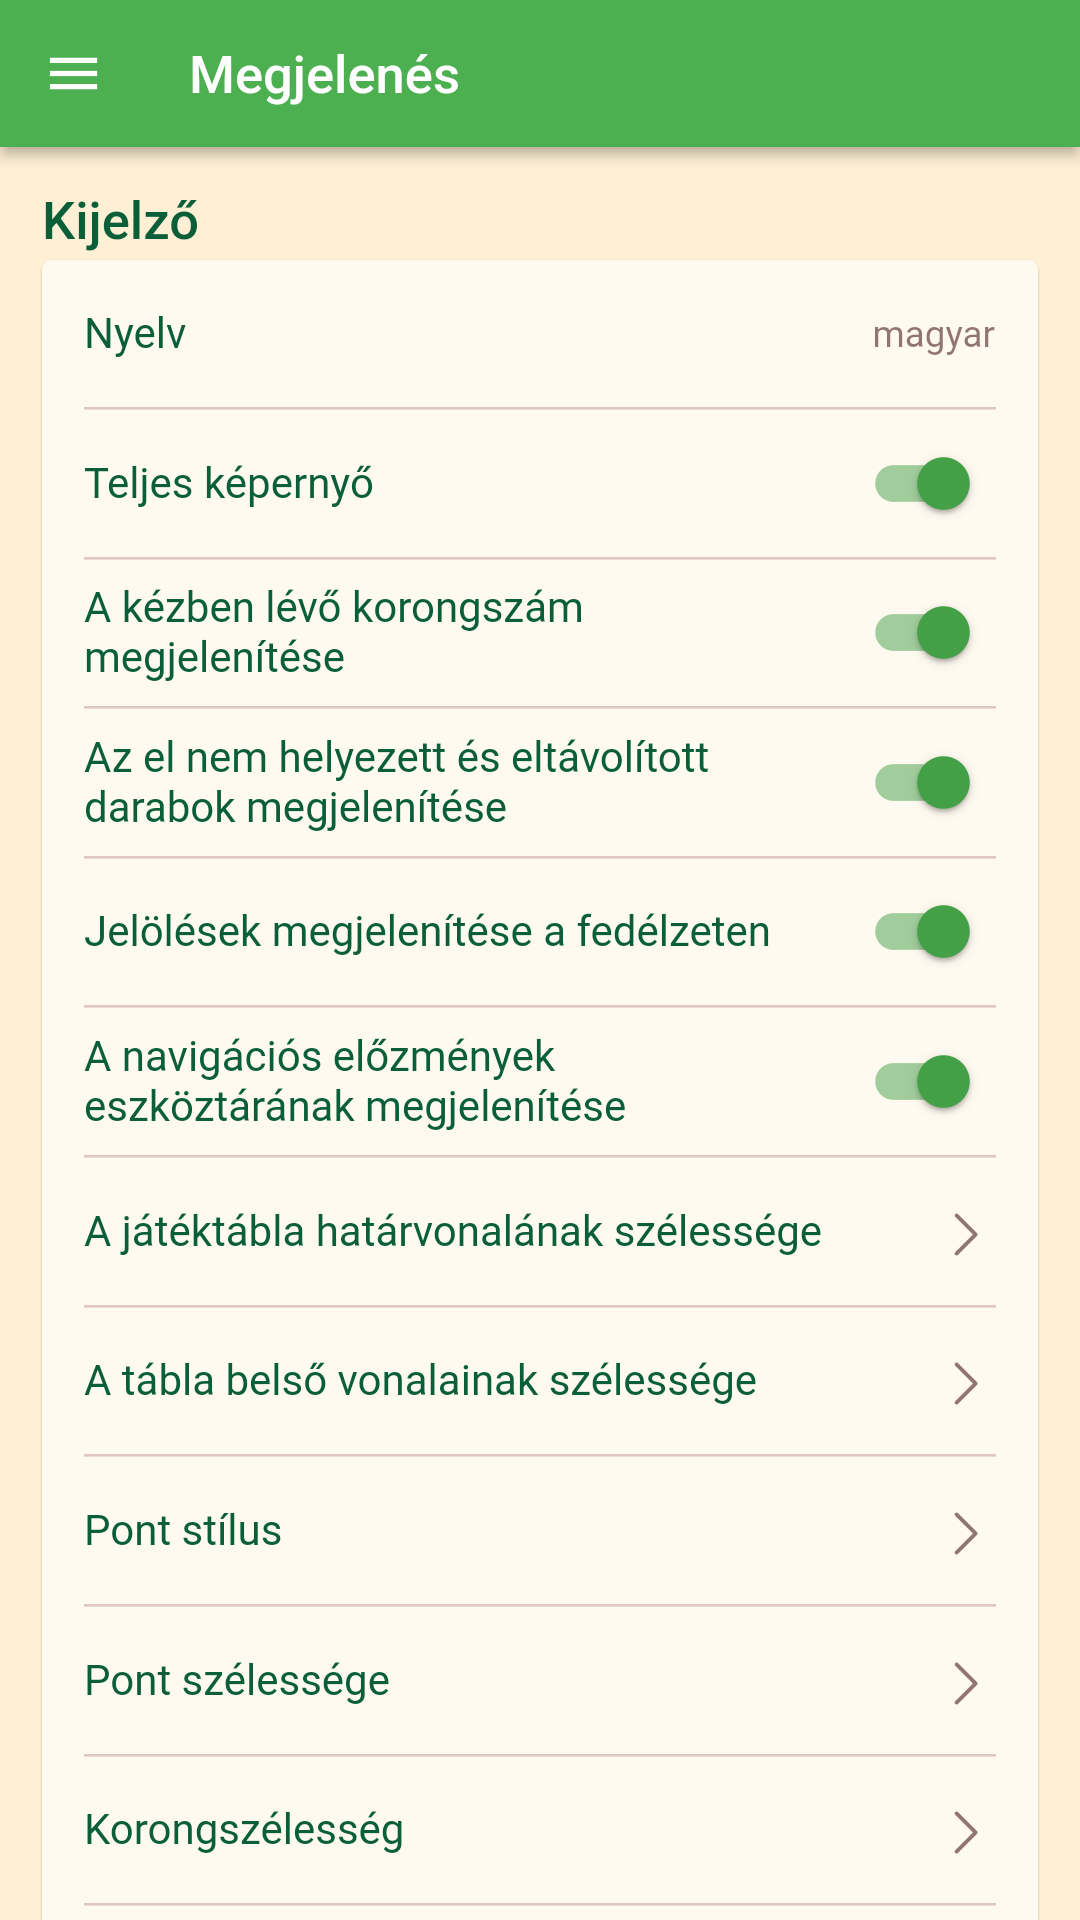 Megjelenés
Kijelző
Nyelv
magyar
Teljes képernyő
A kézben lévő korongszám
megjelenítése
Az el nem helyezett és eltávolított
darabok megjelenítése
Jelölések megjelenítése a fedélzeten
A navigációs előzmények
eszköztárának megjelenítése
A játéktábla határvonalának szélessége
A tábla belső vonalainak szélessége
Pont stílus
Pont szélessége
Korongszélesség